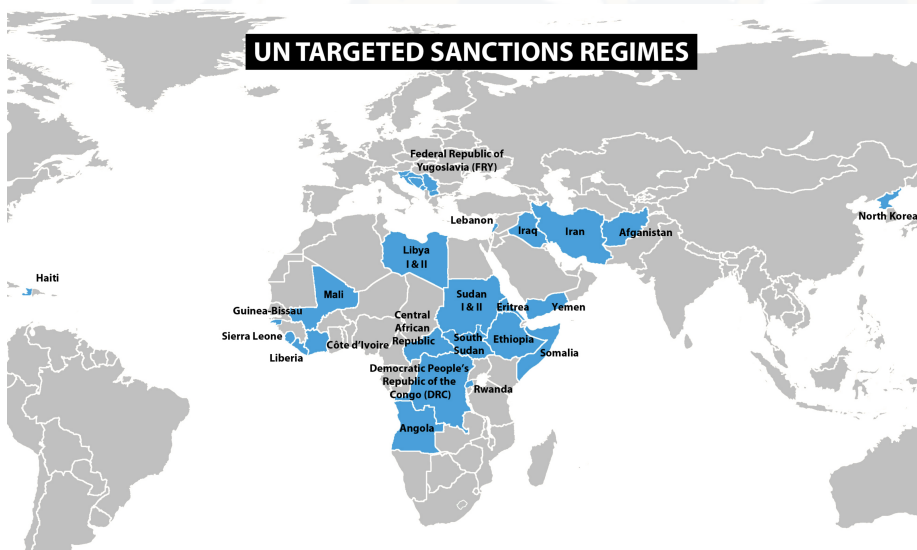 UN TARGETED SANCTIONS REGIMES
Federal Republic of
Yugoslavia (FRY)
North Korea
Lebanon
Iraq
Iran
Afganistan
Libya
I & II
Haiti
Mali
Sudan
I & II
Eritrea
Yemen
Guinea-Bissau
Central
African
Republic
Sierra Leone
Côte d'Ivoire
South
Sudan
Ethiopia
Liberia
Somalia
Democratic People's
Republic of the
Congo (DRC)
Rwanda
Angola